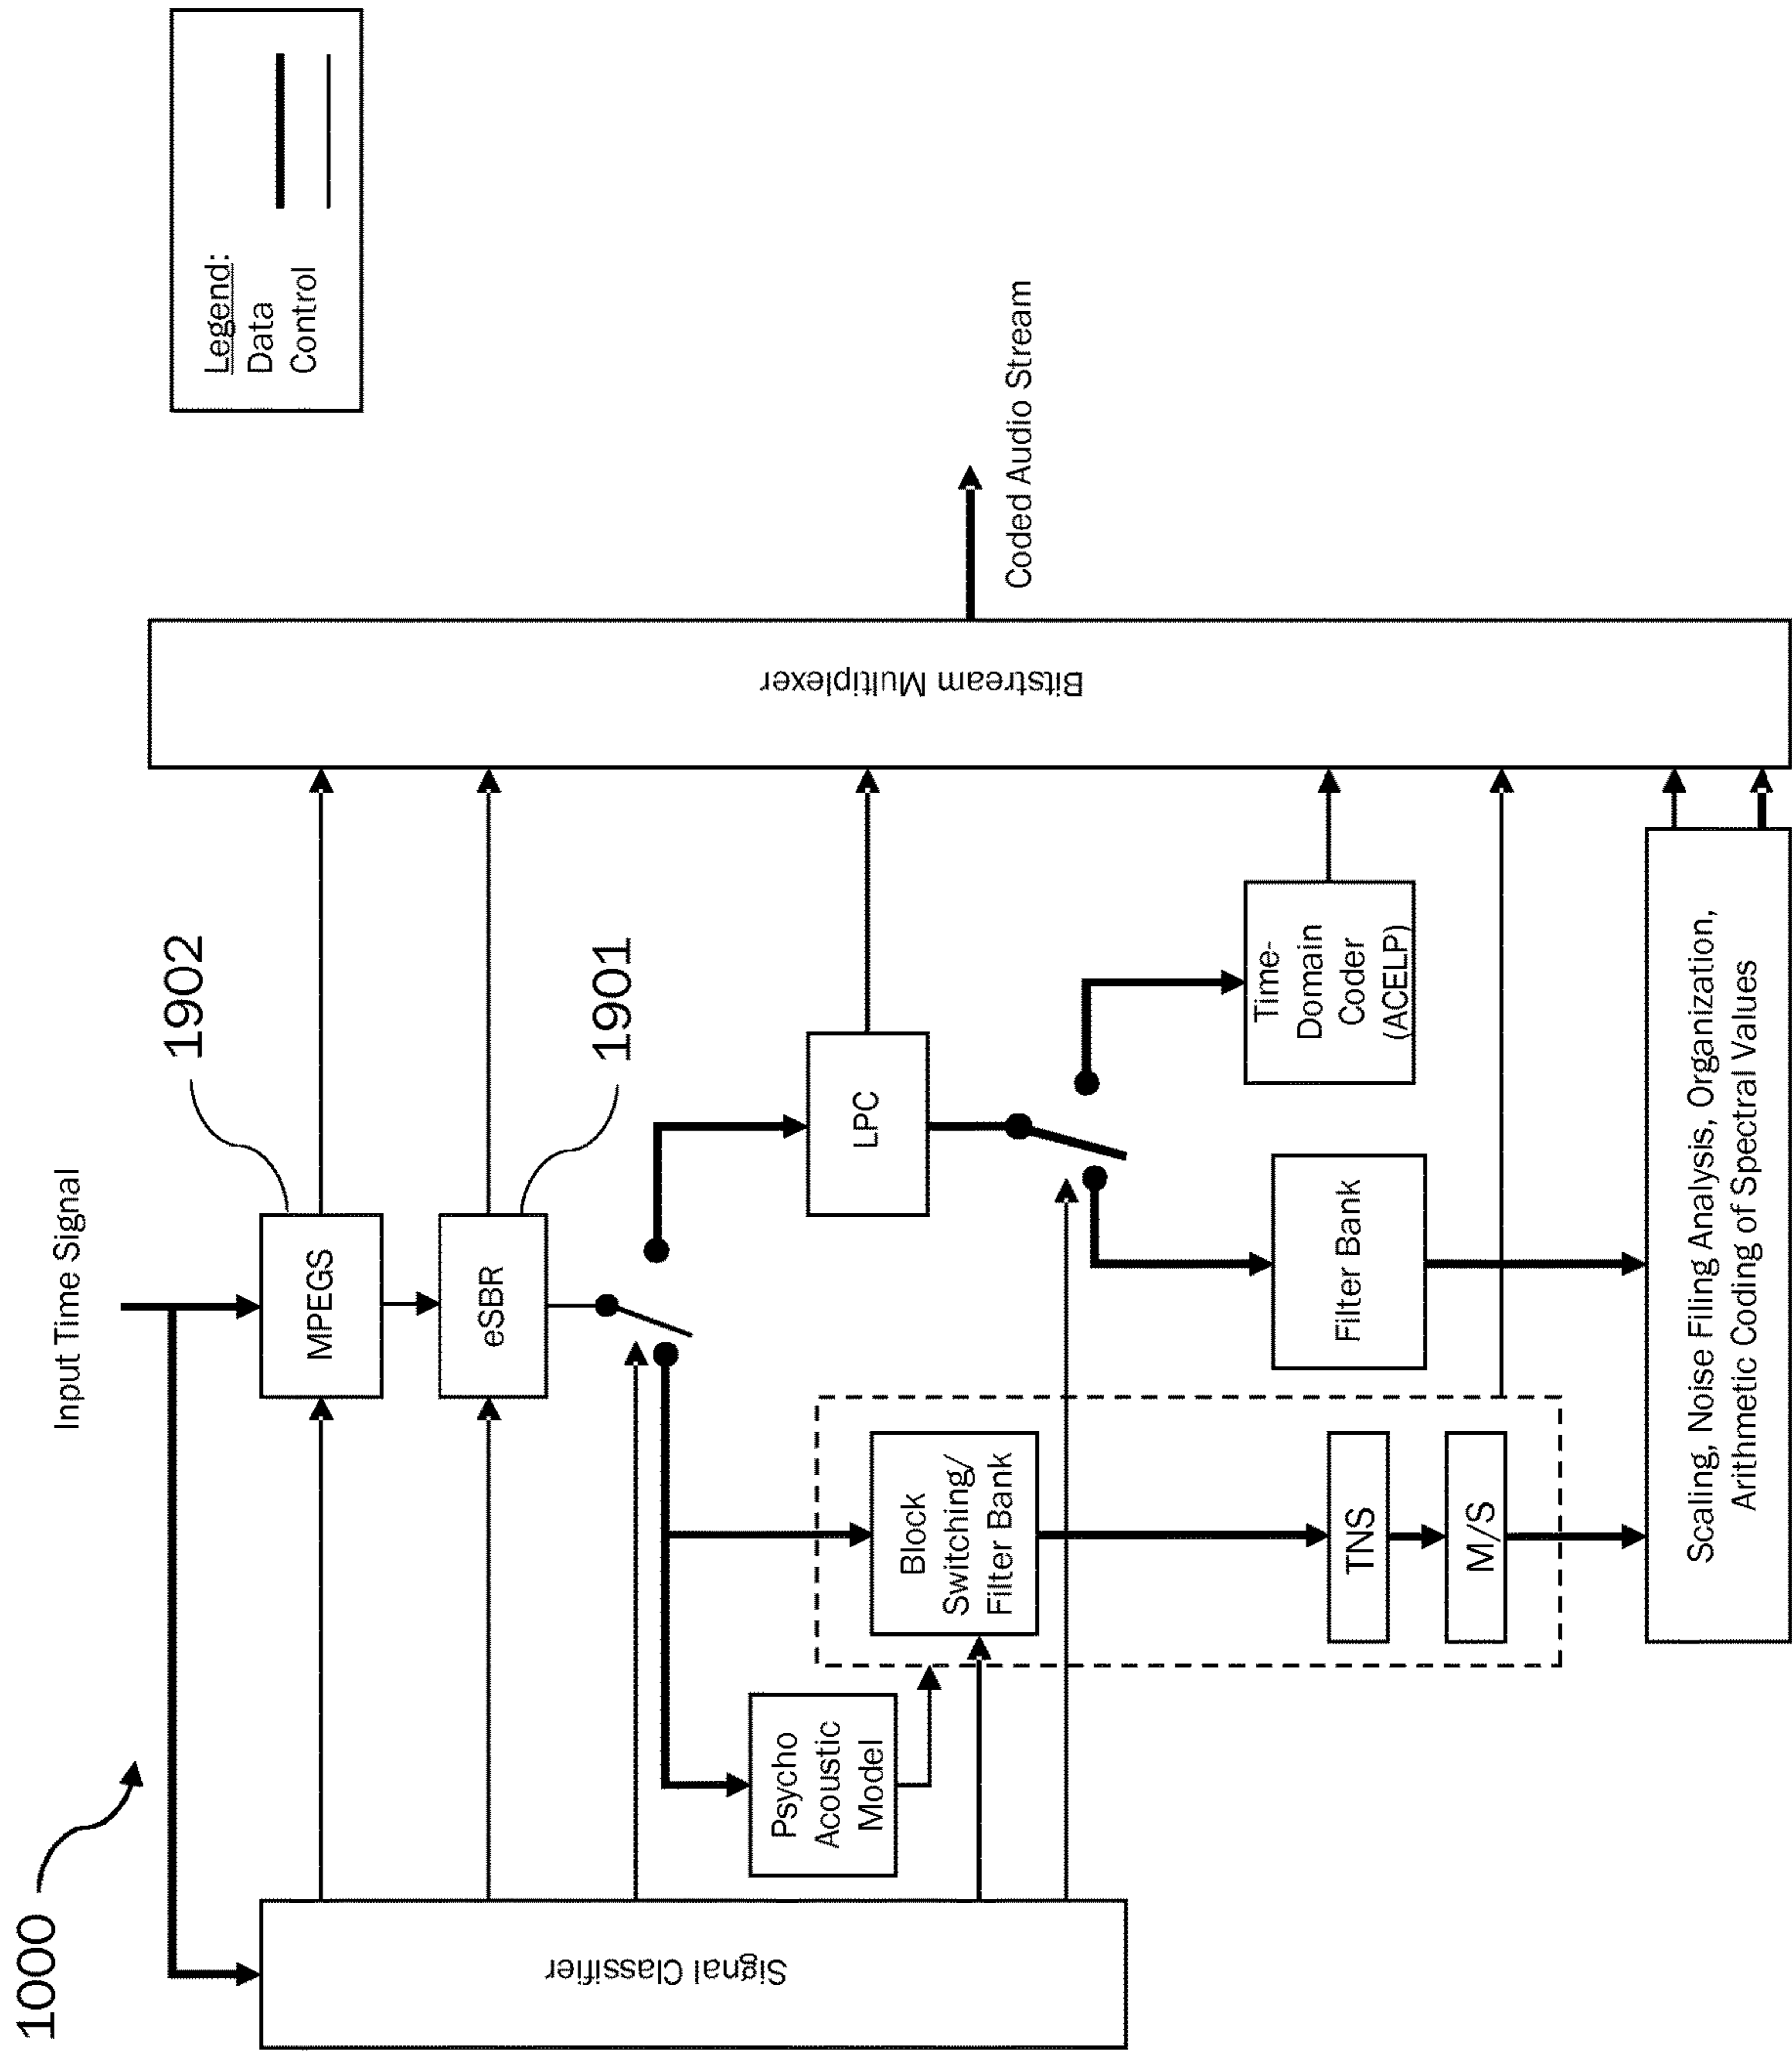 1000
Input Time Signal
1902
1901
Legend:
Data
Control
Signal Classifier
MPEGS
eSBR
Psycho
Acoustic
Model
Block
Switching/
Filter Bank
TNS
M/S
LPC
Filter Bank
Time-
Domain
Coder
(ACELP)
Scaling, Noise Filing Analysis, Organization,
Arithmetic Coding of Spectral Values
Bitstream Multiplexer
Coded Audio Stream